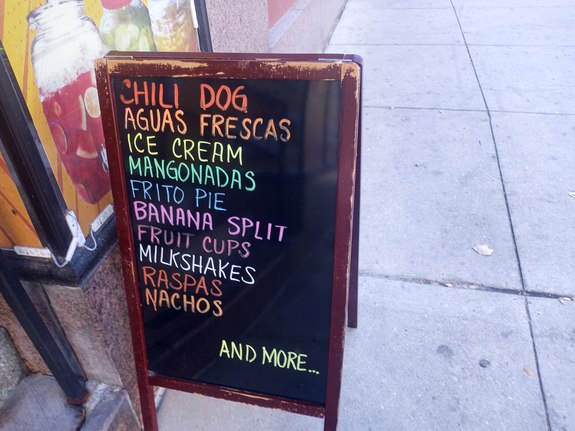 CHILI DOG
AGUAS FRESCAS
ICE CREAM
MANGONADAS
FRITO PIE
BANANA SPLIT
FRUIT CUPS
MILKSHAKES
RASPAS
NACHOS
AND MORE...